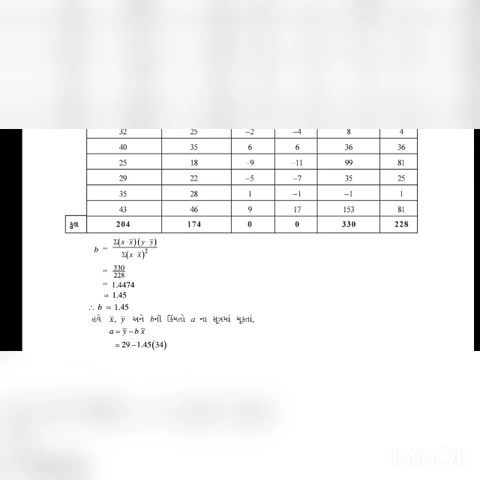 32 25 -2 -4 8 4
40 35 6 6 36 36
25 18 -9 -11 99 81
29 22 -5 -7 35 25
35 28 1 -1 -1 1
43 46 9 17 153 81
કુલ 204 174 0 0 330 228
b = Σ(x-x̄)(y-ȳ) / Σ(x-x̄)²
= 330 / 228
= 1.4474
≈ 1.45
∴ b ≈ 1.45
હવે x̄, ȳ અને bની કિંમતો a ના સૂત્રમાં મૂકતાં,
a = ȳ - b x̄
= 29 - 1.45(34)